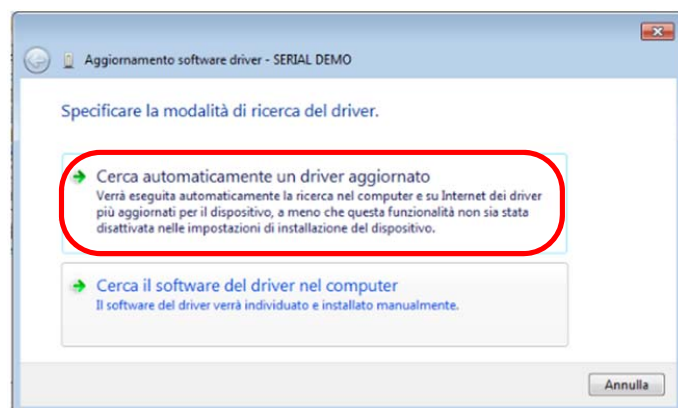 Aggiornamento software driver - SERIAL DEMO
Specificare la modalità di ricerca del driver.
Cerca automaticamente un driver aggiornato
Verrà eseguita automaticamente la ricerca nel computer e su Internet dei driver
più aggiornati per il dispositivo, a meno che questa funzionalità non sia stata
disattivata nelle impostazioni di installazione del dispositivo.
Cerca il software del driver nel computer
Il software del driver verrà individuato e installato manualmente.
Annulla